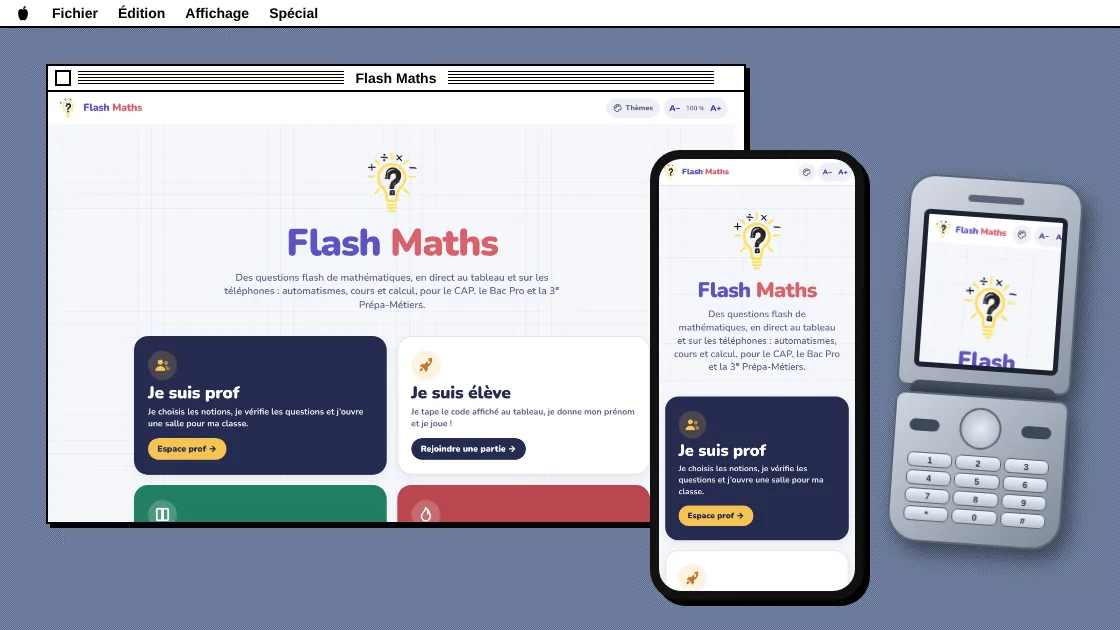 Fichier Édition Affichage Spécial
Flash Maths
Flash Maths
Thèmes
A− 100 % A+
Flash Maths
Des questions flash de mathématiques, en direct au tableau et sur les
téléphones : automatismes, cours et calcul, pour le CAP, le Bac Pro et la 3ᵉ
Prépa-Métiers.
Je suis prof
Je choisis les notions, je vérifie les questions et j'ouvre
une salle pour ma classe.
Espace prof →
Je suis élève
Je tape le code affiché au tableau, je donne mon prénom
et je joue !
Rejoindre une partie →
Flash Maths
A− A+
Flash Maths
Des questions flash de
mathématiques, en direct au tableau
et sur les téléphones : automatismes,
cours et calcul, pour le CAP, le Bac Pro
et la 3ᵉ Prépa-Métiers.
Je suis prof
Je choisis les notions, je vérifie les
questions et j'ouvre une salle pour ma
classe.
Espace prof →
Flash Maths
A− A
Flash
1 2 3
4 5 6
7 8 9
* 0 #